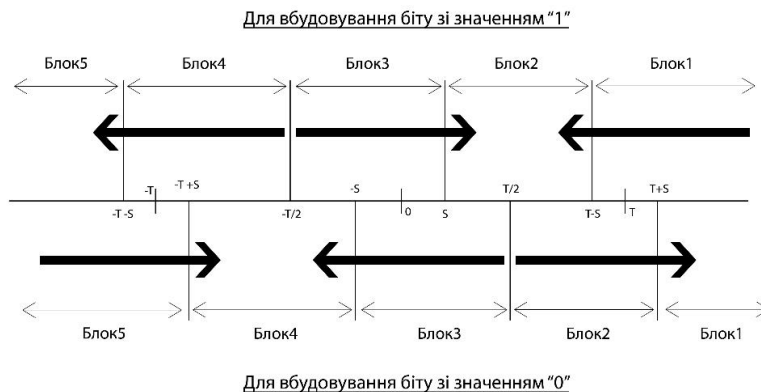 Для вбудовування біту зі значенням “1”
Блок5 Блок4 Блок3 Блок2 Блок1
-T -T +S -S T/2 T+S
-T -S -T/2 0 S T-S T
Блок5 Блок4 Блок3 Блок2 Блок1
Для вбудовування біту зі значенням “0”